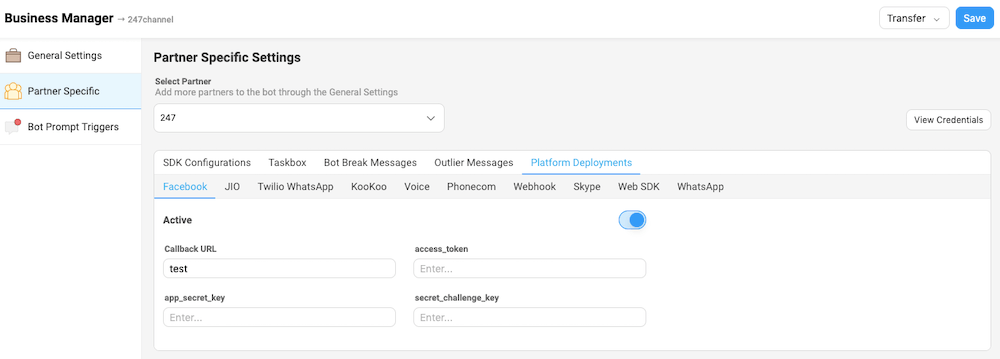 Business Manager → 247channel
Transfer
Save
General Settings
Partner Specific
Bot Prompt Triggers
Partner Specific Settings
Select Partner
Add more partners to the bot through the General Settings
247
View Credentials
SDK Configurations Taskbox Bot Break Messages Outlier Messages Platform Deployments
Facebook JIO Twilio WhatsApp KooKoo Voice Phonecom Webhook Skype Web SDK WhatsApp
Active
Callback URL access_token
test Enter...
app_secret_key secret_challenge_key
Enter... Enter...